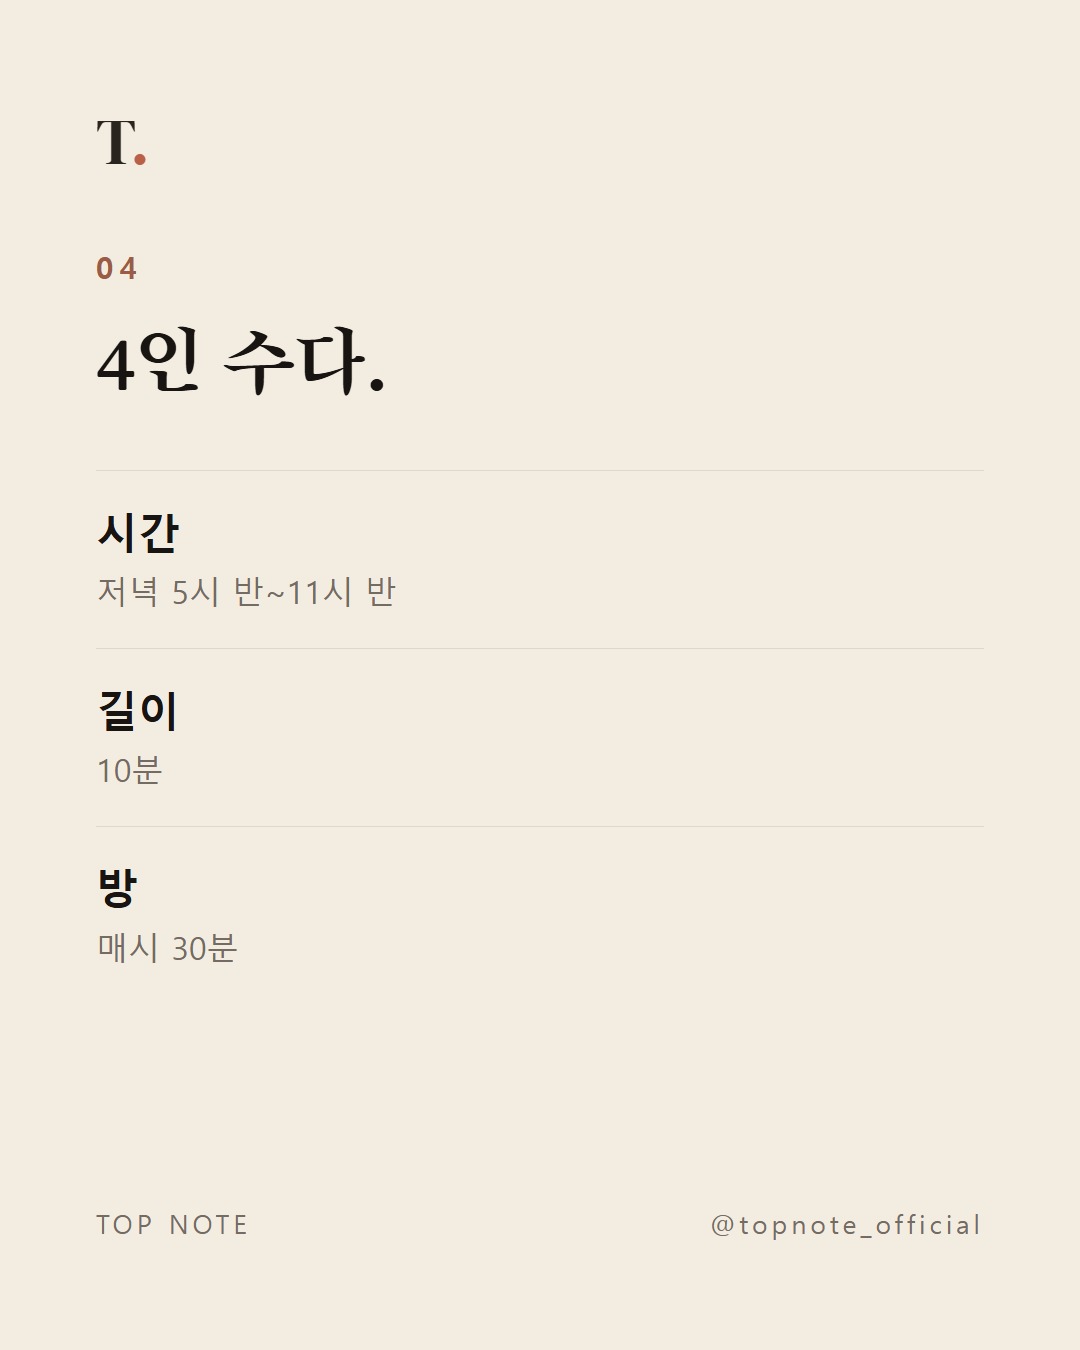 T.
04
4인 수다.
시간
저녁 5시 반~11시 반
길이
10분
방
매시 30분
TOP NOTE
@topnote_official